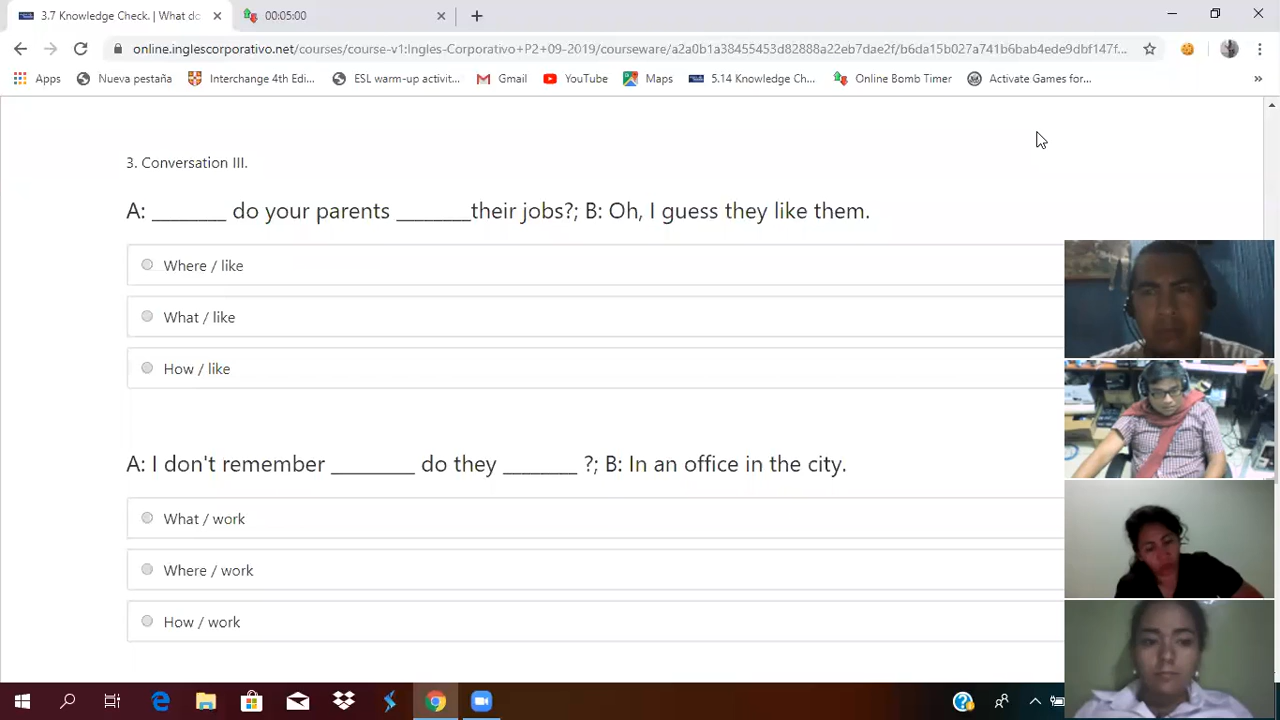 3.7 Knowledge Check. | What do
00:05:00
online.inglescorporativo.net/courses/course-v1:Ingles-Corporativo+P2+09-2019/courseware/a2a0b1a38455453d82888a22eb7dae2f/b6da15b027a741b6bab4ede9dbf147f...
Apps
Nueva pestaña
Interchange 4th Edi...
ESL warm-up activit...
Gmail
YouTube
Maps
5.14 Knowledge Ch...
Online Bomb Timer
Activate Games for...
3. Conversation III.
A: ________ do your parents ________their jobs?; B: Oh, I guess they like them.
Where / like
What / like
How / like
A: I don't remember _________ do they ________ ?; B: In an office in the city.
What / work
Where / work
How / work